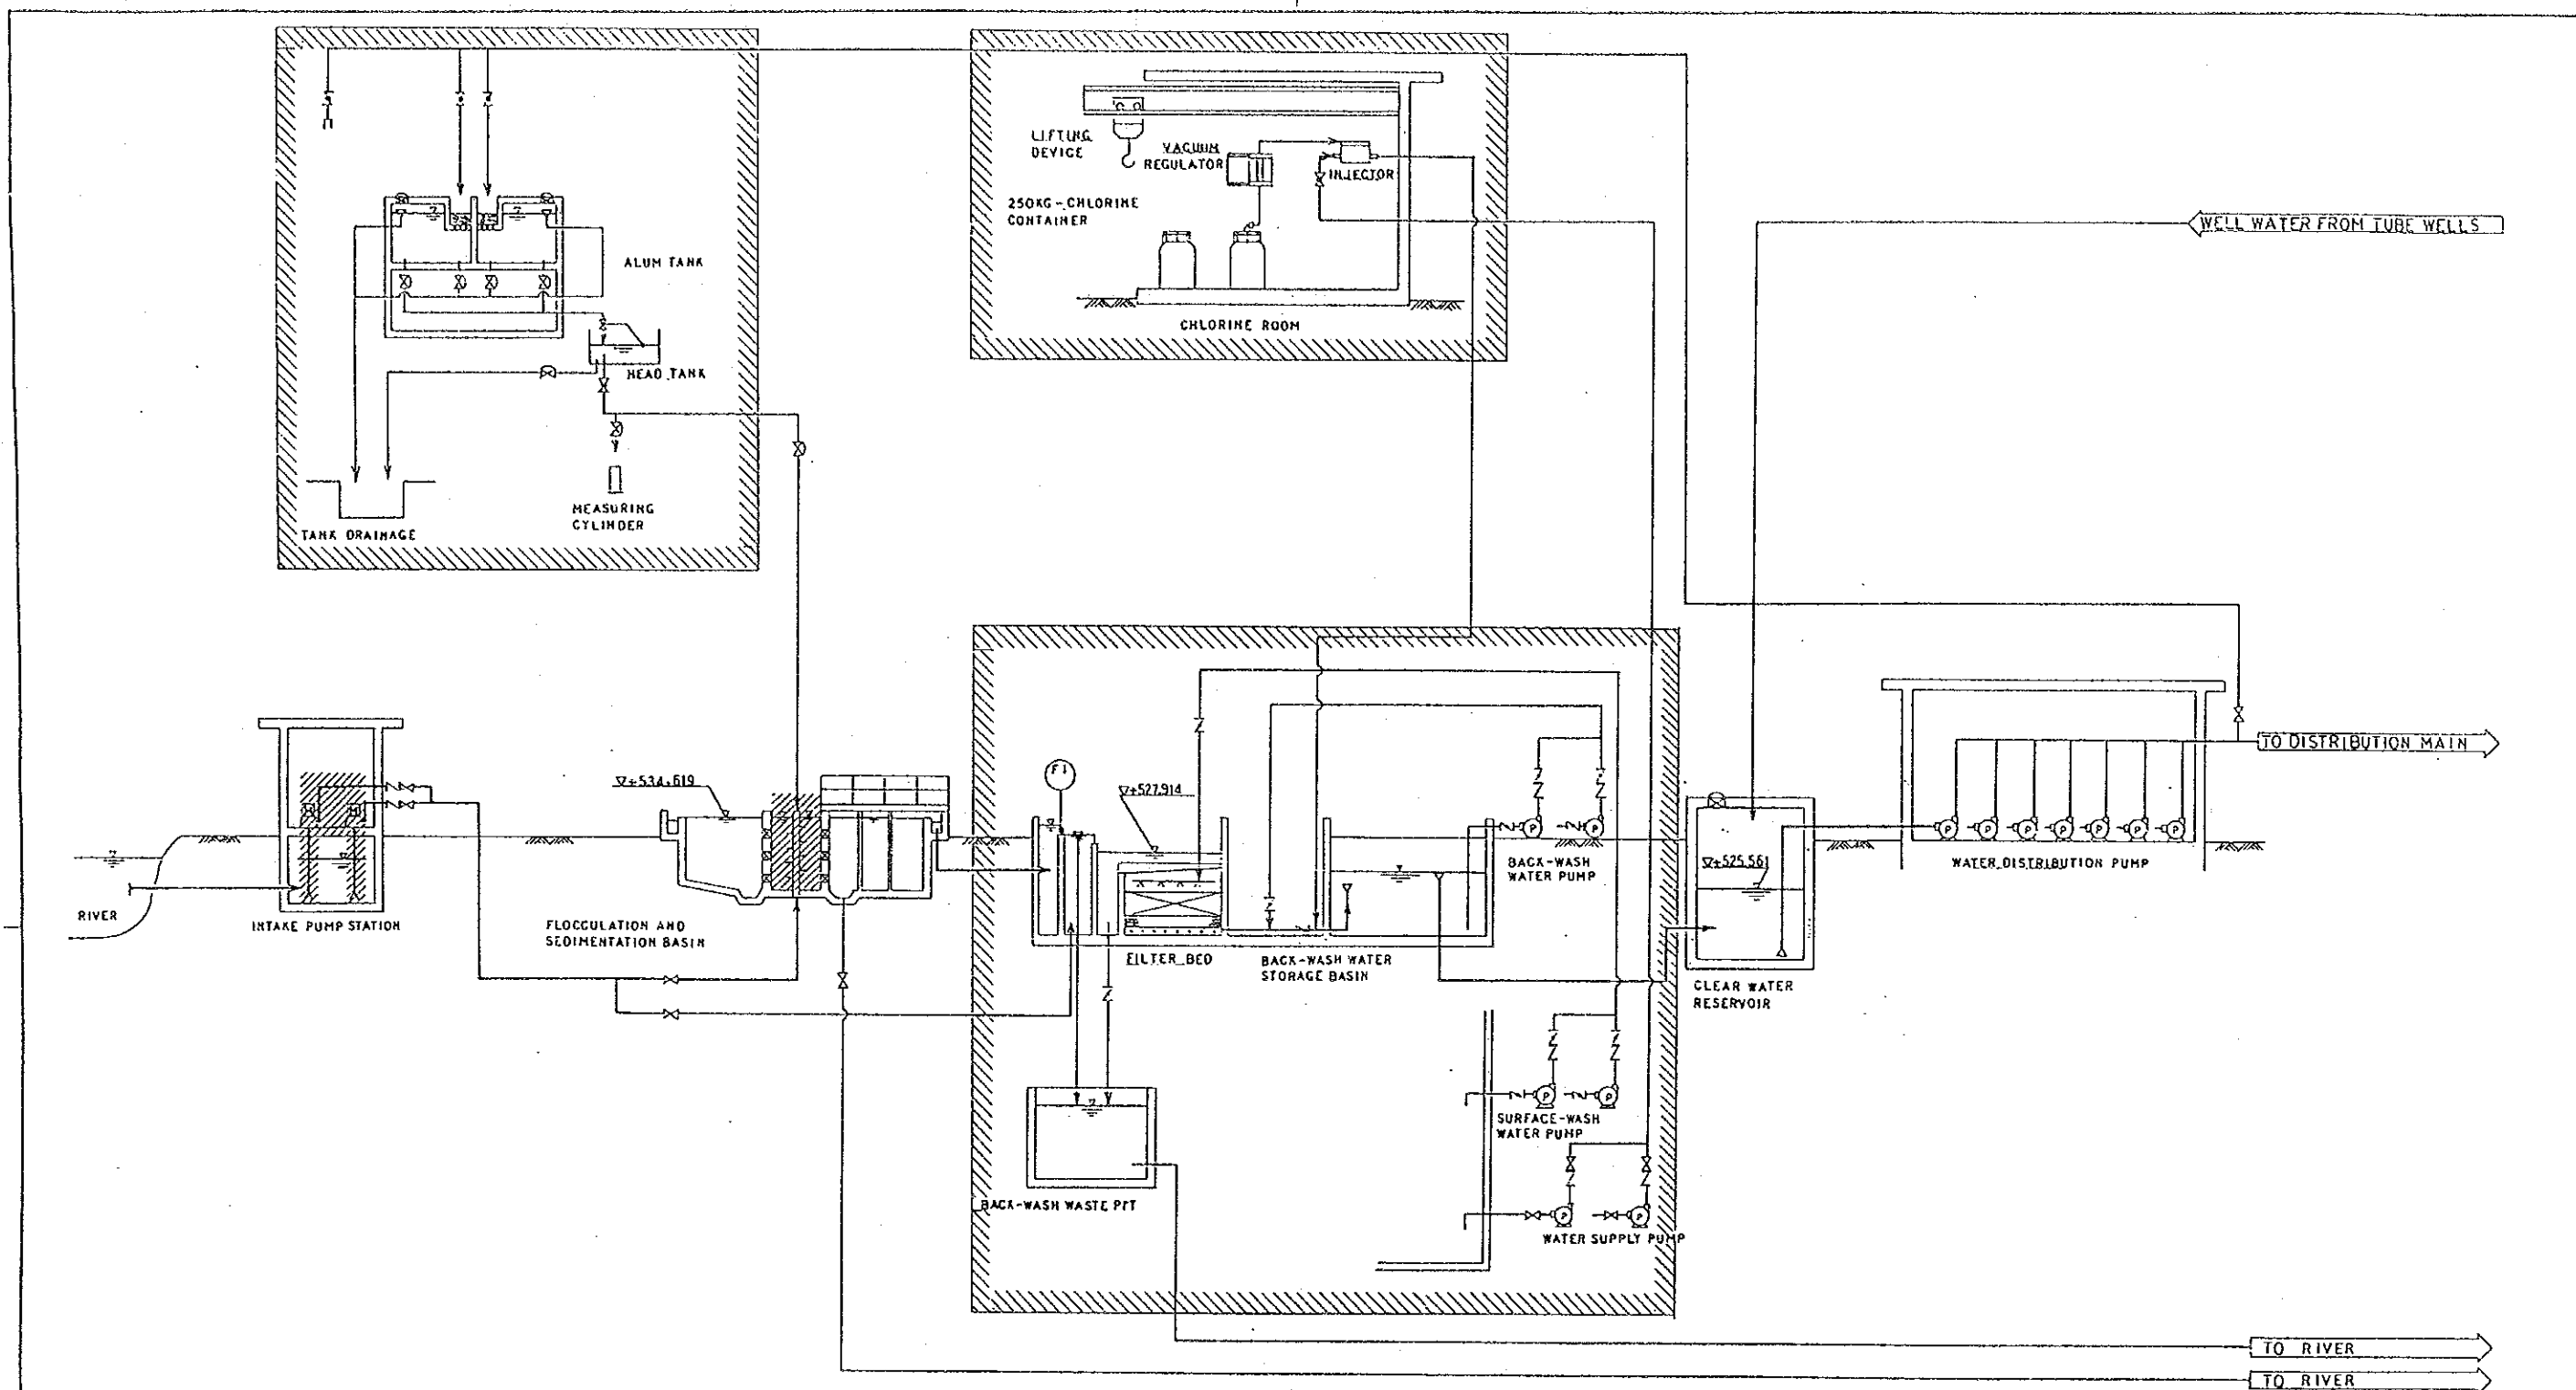 LIFTING
DEVICE
VACUUM
REGULATOR
INJECTOR
250KG-CHLORINE
CONTAINER
CHLORINE ROOM
WELL WATER FROM TUBE WELLS
ALUM TANK
HEAD TANK
MEASURING
CYLINDER
TANK DRAINAGE
▽+534.619
F I
▽+527.914
TO DISTRIBUTION MAIN
P
P
P
P
P
P
P
P
P
WATER DISTRIBUTION PUMP
BACK-WASH
WATER PUMP
▽+525.561
RIVER
INTAKE PUMP STATION
FLOCCULATION AND
SEDIMENTATION BASIN
FILTER BED
BACK-WASH WATER
STORAGE BASIN
CLEAR WATER
RESERVOIR
P
P
SURFACE-WASH
WATER PUMP
BACK-WASH WASTE PIT
P
P
WATER SUPPLY PUMP
TO RIVER
TO RIVER